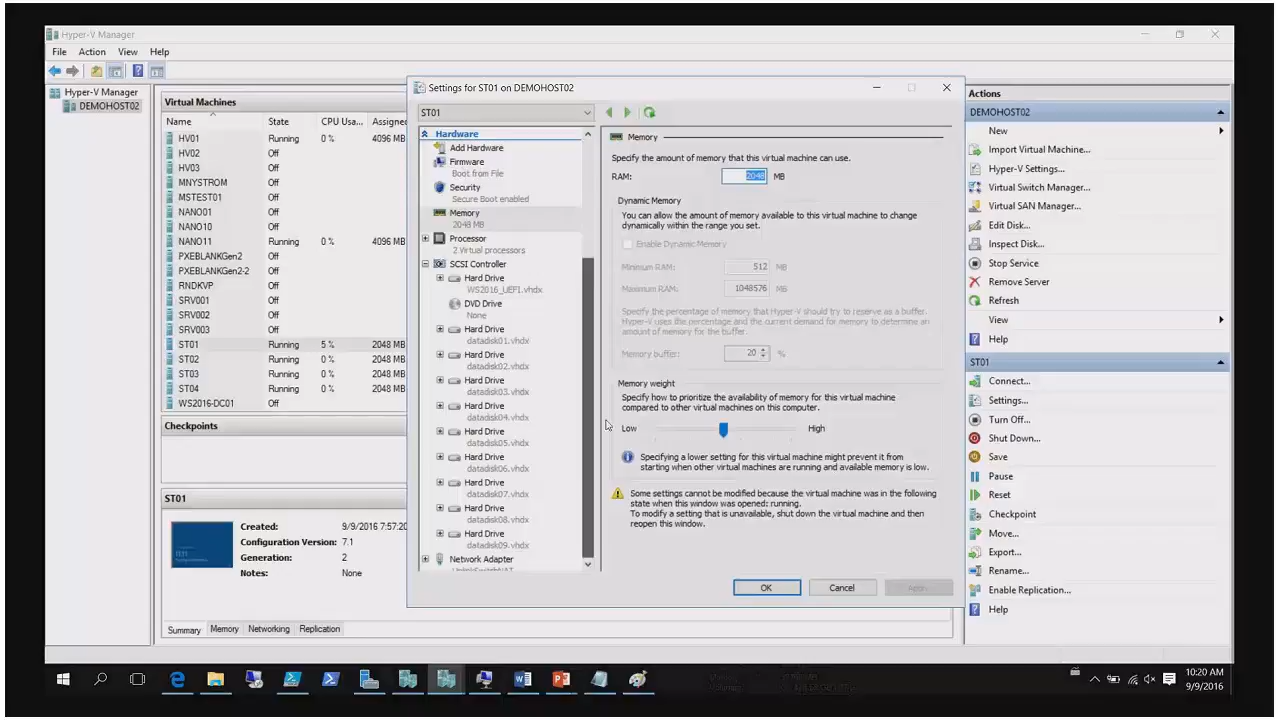 Hyper-V Manager
File Action View Help
Hyper-V Manager
DEMOHOST02
Virtual Machines
Name State CPU Usa... Assigned
HV01 Running 0 % 4096 MB
HV02 Off
HV03 Off
MNYSTROM Off
MSTEST01 Off
NANO01 Off
NANO10 Off
NANO11 Running 0 % 4096 MB
PXEBLANKGen2 Off
PXEBLANKGen2-2 Off
RNDKVP Off
SRV001 Off
SRV002 Off
SRV003 Off
ST01 Running 5 % 2048 MB
ST02 Running 0 % 2048 MB
ST03 Running 0 % 2048 MB
ST04 Running 0 % 2048 MB
WS2016-DC01 Off
Checkpoints
ST01
Created: 9/9/2016 7:57:20
Configuration Version: 7.1
Generation: 2
Notes: None
Summary Memory Networking Replication
Settings for ST01 on DEMOHOST02
ST01
Hardware
Add Hardware
Firmware
Boot from File
Security
Secure Boot enabled
Memory
2048 MB
Processor
2 Virtual processors
SCSI Controller
Hard Drive
WS2016_UEFI.vhdx
DVD Drive
None
Hard Drive
datadisk01.vhdx
Hard Drive
datadisk02.vhdx
Hard Drive
datadisk03.vhdx
Hard Drive
datadisk04.vhdx
Hard Drive
datadisk05.vhdx
Hard Drive
datadisk06.vhdx
Hard Drive
datadisk07.vhdx
Hard Drive
datadisk08.vhdx
Hard Drive
datadisk09.vhdx
Network Adapter
Memory
Specify the amount of memory that this virtual machine can use.
RAM: 2048 MB
Dynamic Memory
You can allow the amount of memory available to this virtual machine to change
dynamically within the range you set.
Enable Dynamic Memory
Minimum RAM: 512 MB
Maximum RAM: 1048576 MB
Specify the percentage of memory that Hyper-V should try to reserve as a buffer.
Hyper-V uses the percentage and the current demand for memory to determine an
amount of memory for the buffer.
Memory buffer: 20 %
Memory weight
Specify how to prioritize the availability of memory for this virtual machine
compared to other virtual machines on this computer.
Low High
Specifying a lower setting for this virtual machine might prevent it from
starting when other virtual machines are running and available memory is low.
Some settings cannot be modified because the virtual machine was in the following
state when this window was opened: running.
To modify a setting that is unavailable, shut down the virtual machine and then
reopen this window.
OK Cancel Apply
Actions
DEMOHOST02
New
Import Virtual Machine...
Hyper-V Settings...
Virtual Switch Manager...
Virtual SAN Manager...
Edit Disk...
Inspect Disk...
Stop Service
Remove Server
Refresh
View
Help
ST01
Connect...
Settings...
Turn Off...
Shut Down...
Save
Pause
Reset
Checkpoint
Move...
Export...
Rename...
Enable Replication...
Help
10:20 AM
9/9/2016